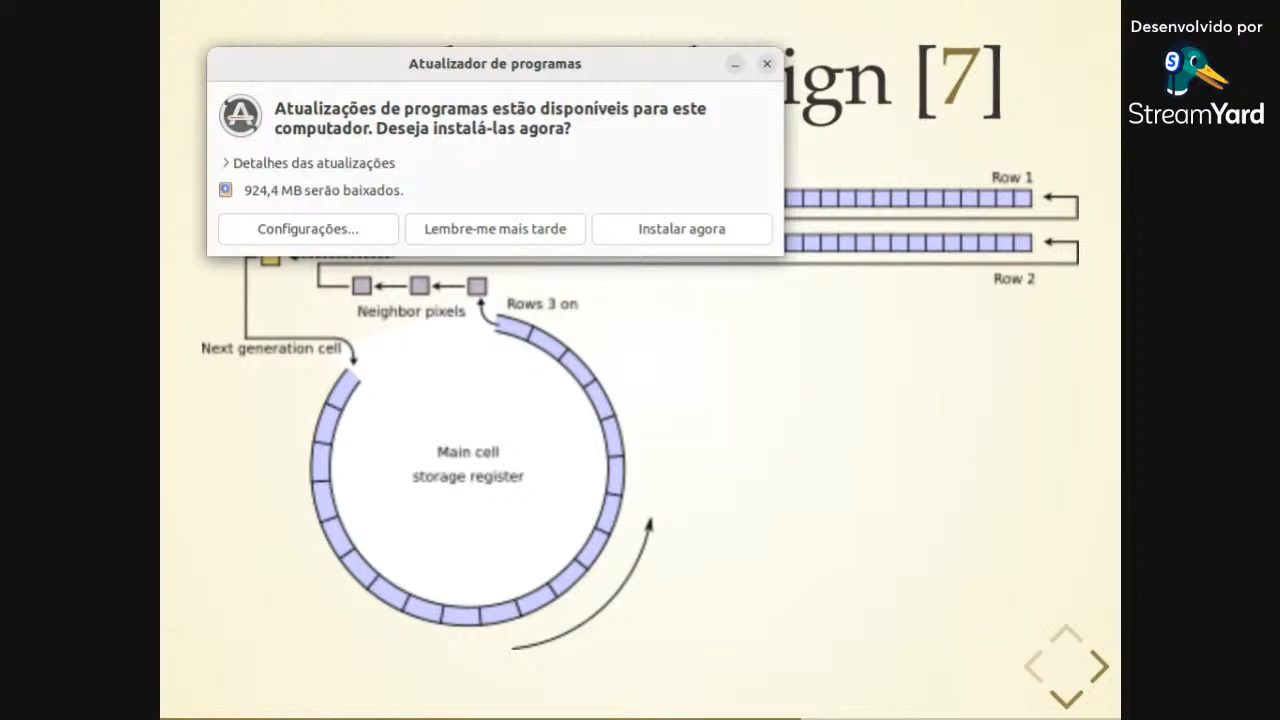 Desenvolvido por
StreamYard
ign [7]
Atualizador de programas
Atualizações de programas estão disponíveis para este
computador. Deseja instalá-las agora?
Detalhes das atualizações
924,4 MB serão baixados.
Configurações...
Lembre-me mais tarde
Instalar agora
Row 1
Row 2
Neighbor pixels
Rows 3 on
Next generation cell
Main cell
storage register